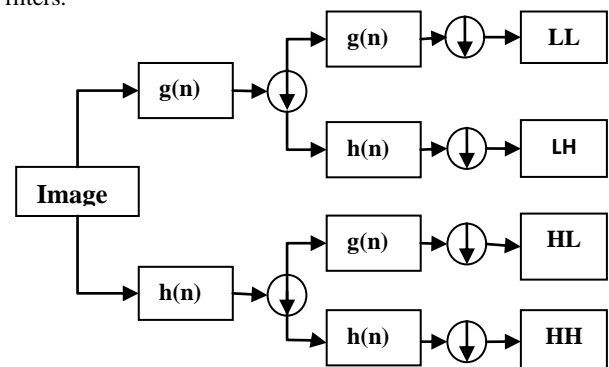 filters.
g(n) LL
g(n)
h(n) LH
Image
g(n) HL
h(n)
h(n) HH